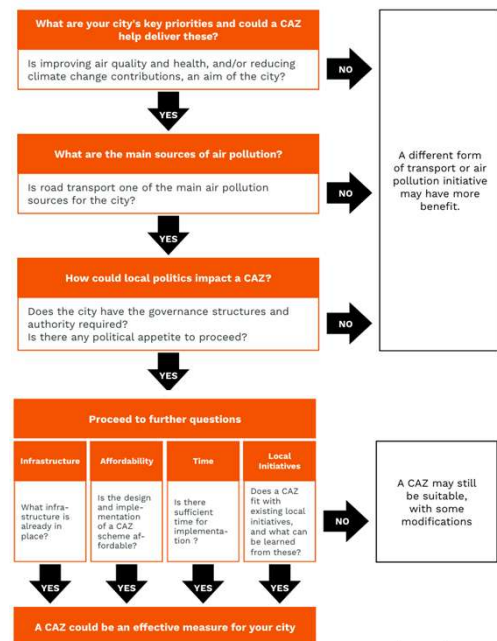 What are your city's key priorities and could a CAZ
help deliver these?
Is improving air quality and health, and/or reducing
climate change contributions, an aim of the city?
NO
YES
What are the main sources of air pollution?
Is road transport one of the main air pollution
sources for the city?
NO
A different form
of transport or air
pollution initiative
may have more
benefit.
YES
How could local politics impact a CAZ?
Does the city have the governance structures and
authority required?
Is there any political appetite to proceed?
NO
YES
Proceed to further questions
Infrastructure
What infra-
structure is
already in
place?
Affordability
Is the design
and imple-
mentation
of a CAZ
scheme af-
fordable?
Time
Is there
sufficient
time for
implementa-
tion ?
Local
Initiatives
Does a CAZ
fit with
existing local
initiatives,
and what can
be learned
from these?
NO
A CAZ may still
be suitable,
with some
modifications
YES
YES
YES
YES
A CAZ could be an effective measure for your city